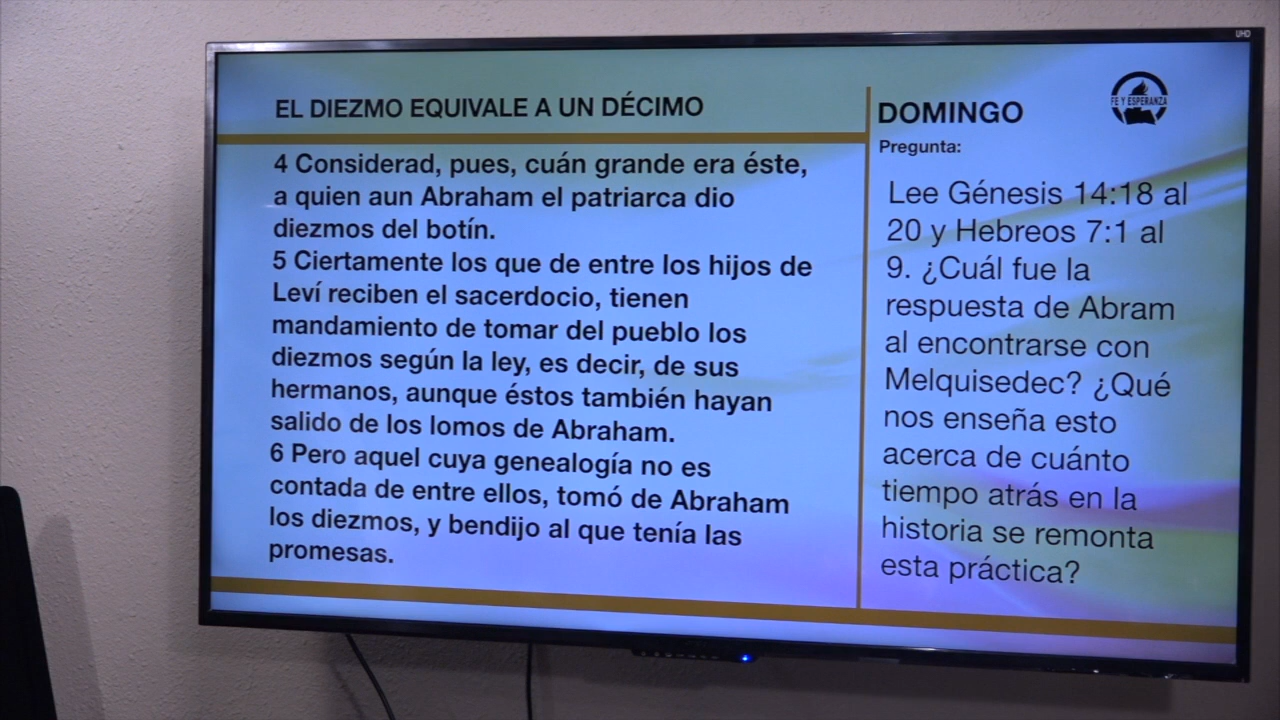 UHD
EL DIEZMO EQUIVALE A UN DÉCIMO
4 Considerad, pues, cuán grande era éste,
a quien aun Abraham el patriarca dio
diezmos del botín.
5 Ciertamente los que de entre los hijos de
Leví reciben el sacerdocio, tienen
mandamiento de tomar del pueblo los
diezmos según la ley, es decir, de sus
hermanos, aunque éstos también hayan
salido de los lomos de Abraham.
6 Pero aquel cuya genealogía no es
contada de entre ellos, tomó de Abraham
los diezmos, y bendijo al que tenía las
promesas.
DOMINGO
FE Y ESPERANZA
Pregunta:
Lee Génesis 14:18 al
20 y Hebreos 7:1 al
9. ¿Cuál fue la
respuesta de Abram
al encontrarse con
Melquisedec? ¿Qué
nos enseña esto
acerca de cuánto
tiempo atrás en la
historia se remonta
esta práctica?